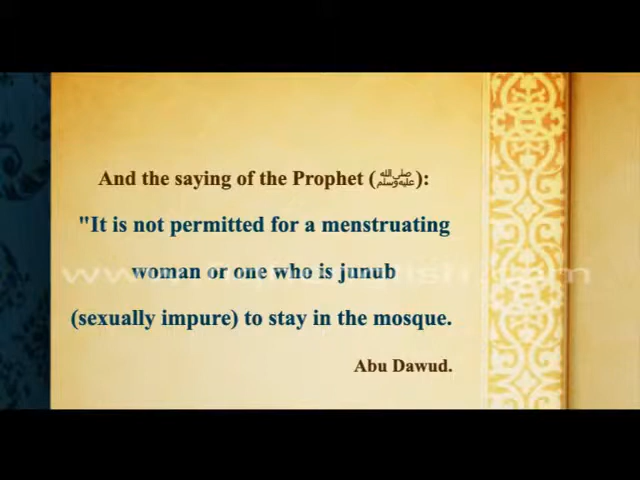 And the saying of the Prophet (ﷺ):
"It is not permitted for a menstruating
woman or one who is junub
(sexually impure) to stay in the mosque.
Abu Dawud.